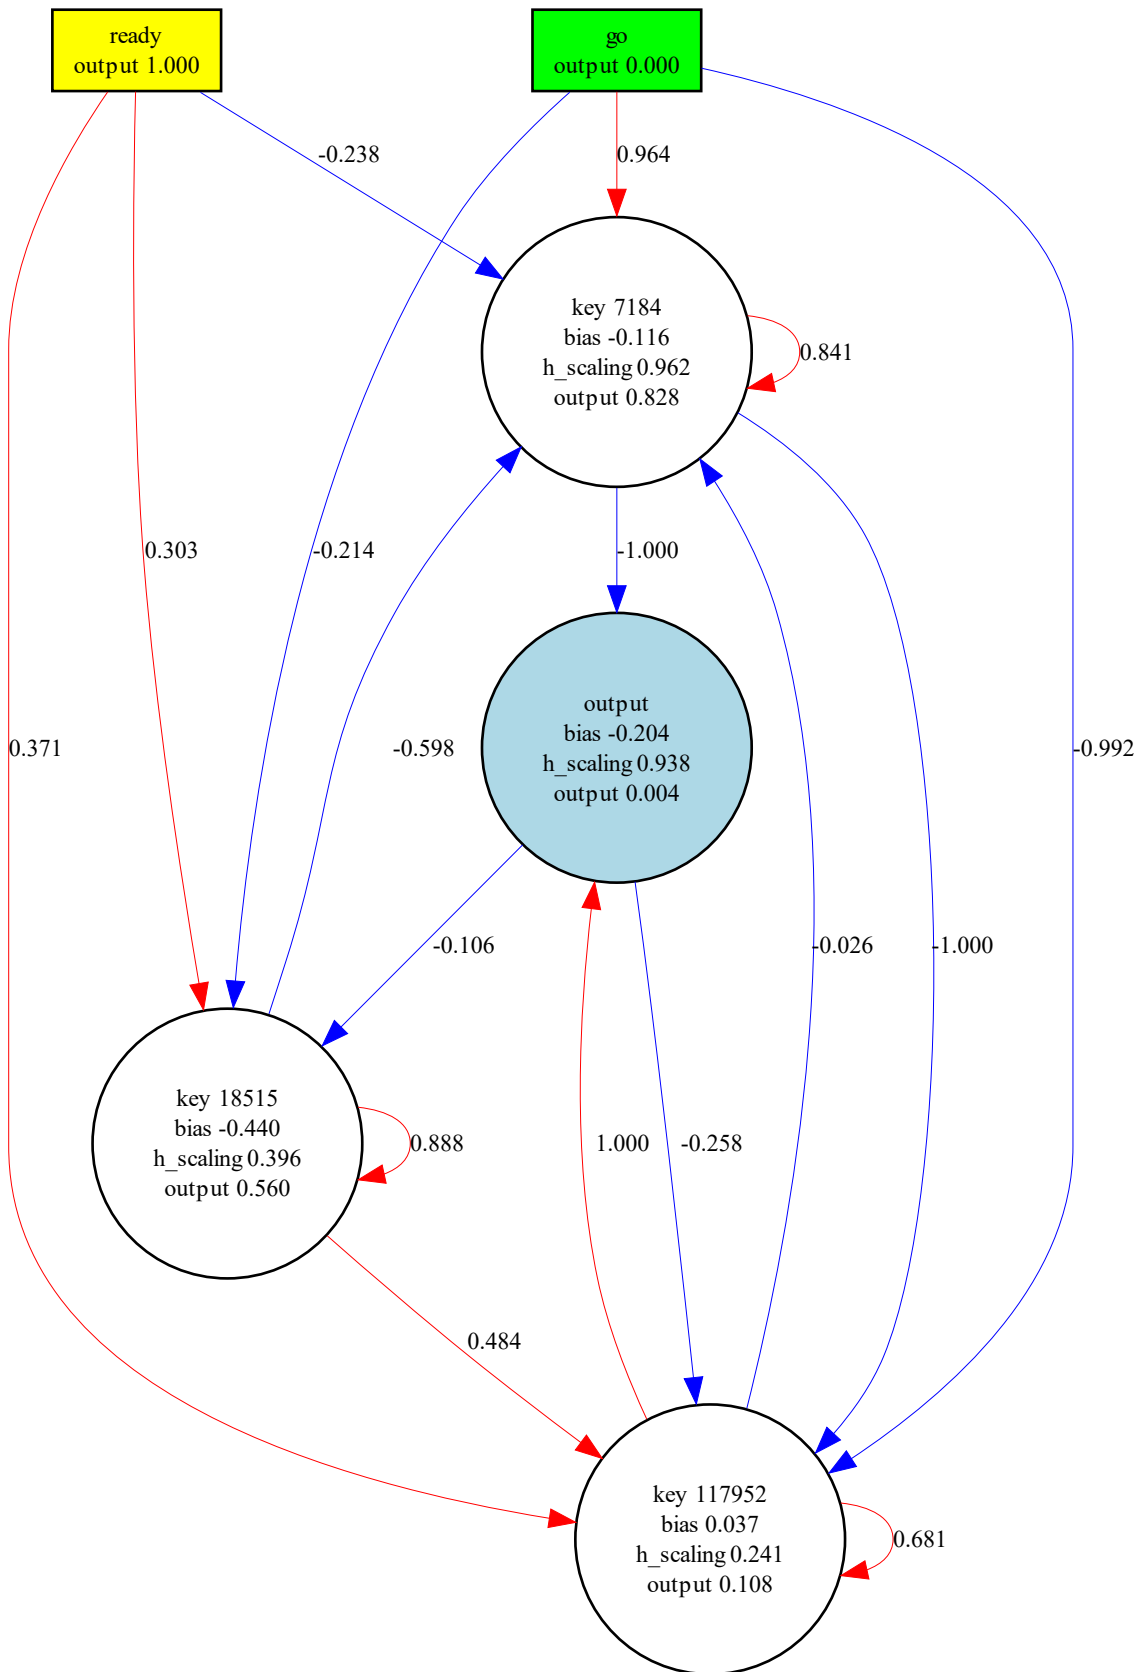 ready
output 1.000
go
output 0.000
-0.238
0.964
key 7184
bias -0.116
h_scaling 0.962
output 0.828
0.841
0.303
-0.214
-1.000
output
bias -0.204
h_scaling 0.938
output 0.004
0.371
-0.598
-0.992
-0.106
-0.026
-1.000
key 18515
bias -0.440
h_scaling 0.396
output 0.560
0.888
1.000
-0.258
0.484
key 117952
bias 0.037
h_scaling 0.241
output 0.108
0.681